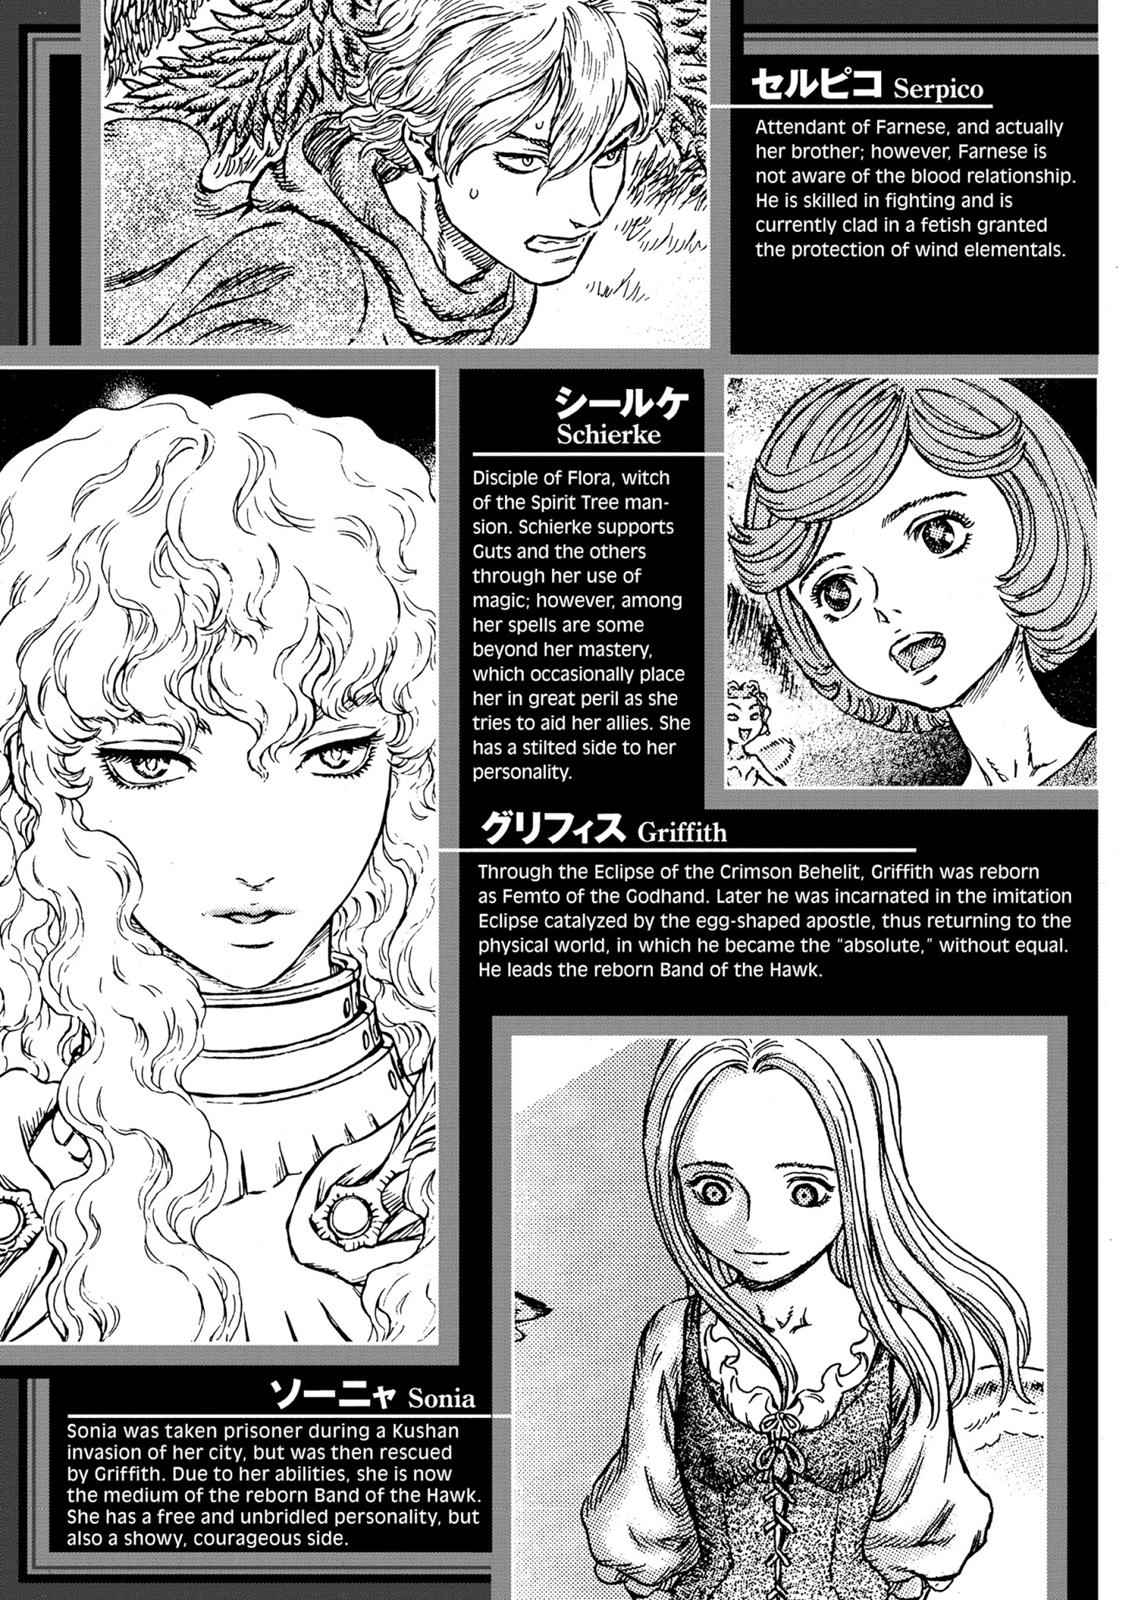 セルピコ Serpico
Attendant of Farnese, and actually
her brother; however, Farnese is
not aware of the blood relationship.
He is skilled in fighting and is
currently clad in a fetish granted
the protection of wind elementals.
シールケ
Schierke
Disciple of Flora, witch
of the Spirit Tree man-
sion. Schierke supports
Guts and the others
through her use of
magic; however, among
her spells are some
beyond her mastery,
which occasionally place
her in great peril as she
tries to aid her allies. She
has a stilted side to her
personality.
グリフィス Griffith
Through the Eclipse of the Crimson Behelit, Griffith was reborn
as Femto of the Godhand. Later he was incarnated in the imitation
Eclipse catalyzed by the egg-shaped apostle, thus returning to the
physical world, in which he became the “absolute,” without equal.
He leads the reborn Band of the Hawk.
ソーニャ Sonia
Sonia was taken prisoner during a Kushan
invasion of her city, but was then rescued
by Griffith. Due to her abilities, she is now
the medium of the reborn Band of the Hawk.
She has a free and unbridled personality, but
also a showy, courageous side.